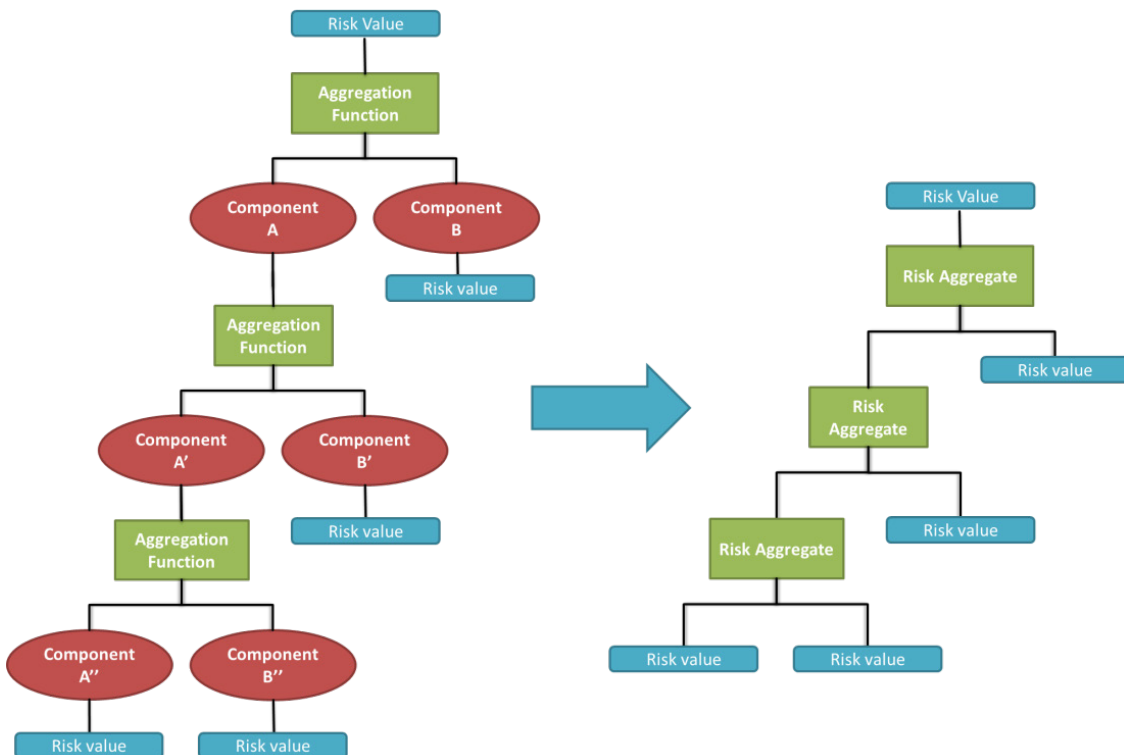 Risk Value
Aggregation
Function
Component
A
Component
B
Risk value
Aggregation
Function
Component
A’
Component
B’
Risk value
Aggregation
Function
Component
A’’
Component
B’’
Risk value
Risk value
Risk Value
Risk Aggregate
Risk value
Risk
Aggregate
Risk value
Risk Aggregate
Risk value
Risk value